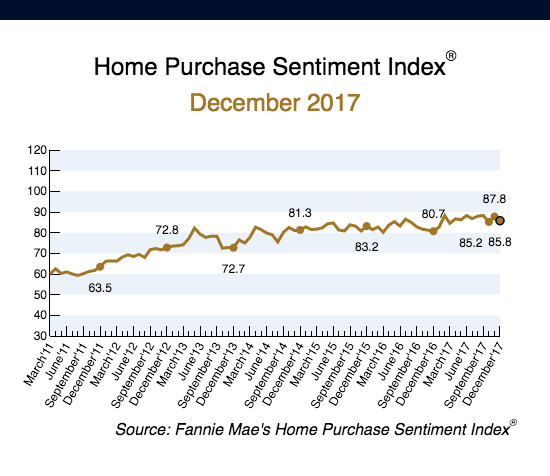 Home Purchase Sentiment Index®
December 2017
120
110
100
90
80
70
60
50
40
30
63.5
72.8
72.7
81.3
83.2
80.7
85.2
87.8
85.8
March'11
June'11
September'11
December'11
March'12
June'12
September'12
December'12
March'13
June'13
September'13
December'13
March'14
June'14
September'14
December'14
March'15
June'15
September'15
December'15
March'16
June'16
September'16
December'16
March'17
June'17
September'17
December'17
Source: Fannie Mae's Home Purchase Sentiment Index®